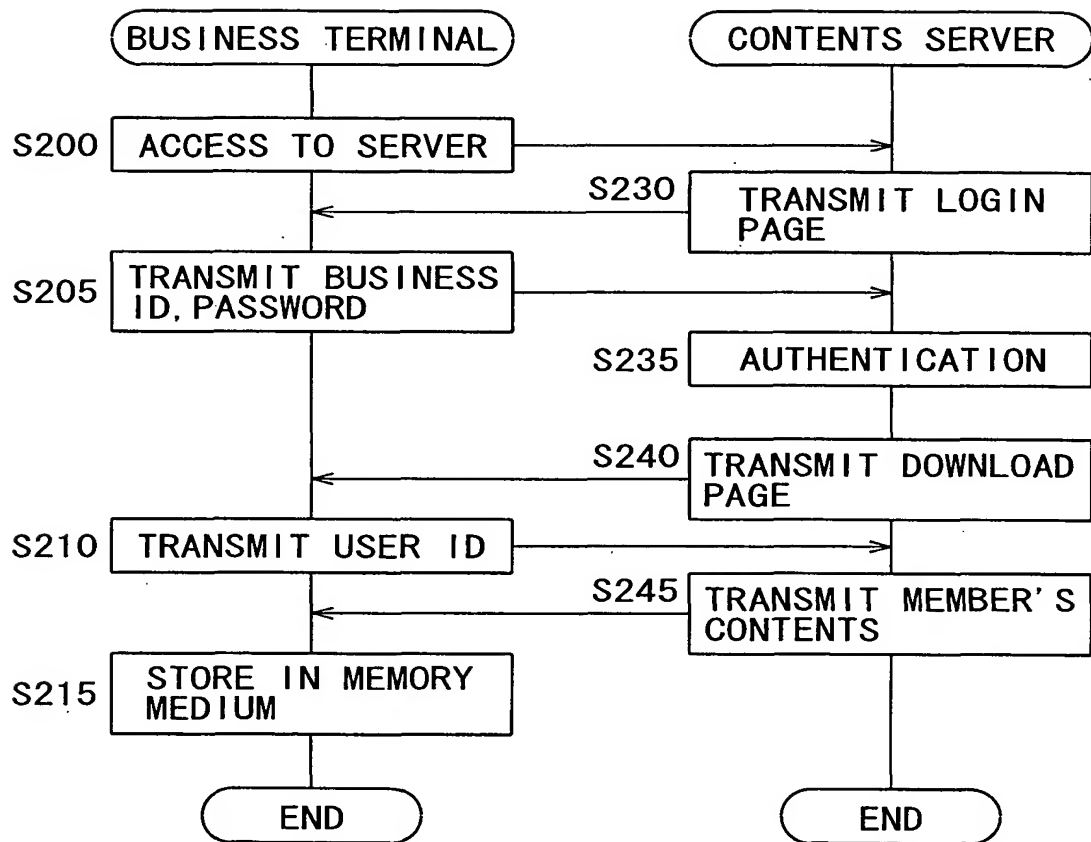 BUSINESS TERMINAL
CONTENTS SERVER
S200
ACCESS TO SERVER
S230
TRANSMIT LOGIN
PAGE
S205
TRANSMIT BUSINESS
ID, PASSWORD
S235
AUTHENTICATION
S240
TRANSMIT DOWNLOAD
PAGE
S210
TRANSMIT USER ID
S245
TRANSMIT MEMBER'S
CONTENTS
S215
STORE IN MEMORY
MEDIUM
END
END